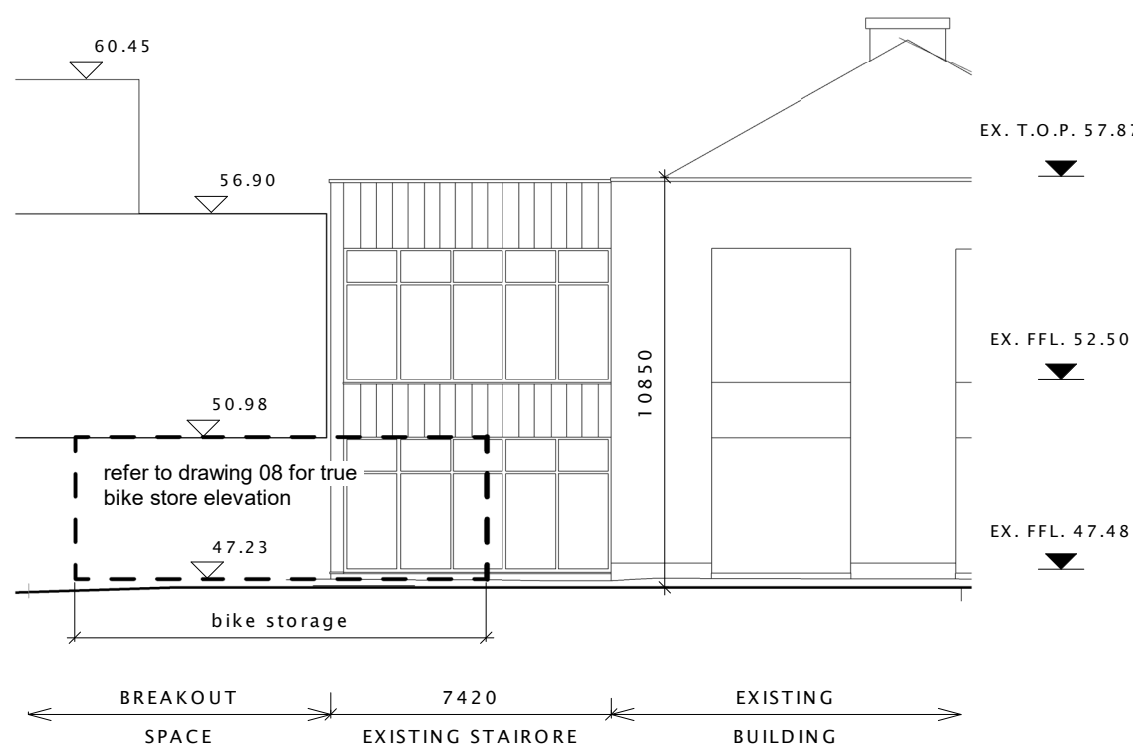 60.45
EX. T.O.P. 57.87
56.90
EX. FFL. 52.50
10850
50.98
refer to drawing 08 for true
bike store elevation
EX. FFL. 47.48
47.23
bike storage
BREAKOUT
SPACE
7420
EXISTING STAIRORE
EXISTING
BUILDING